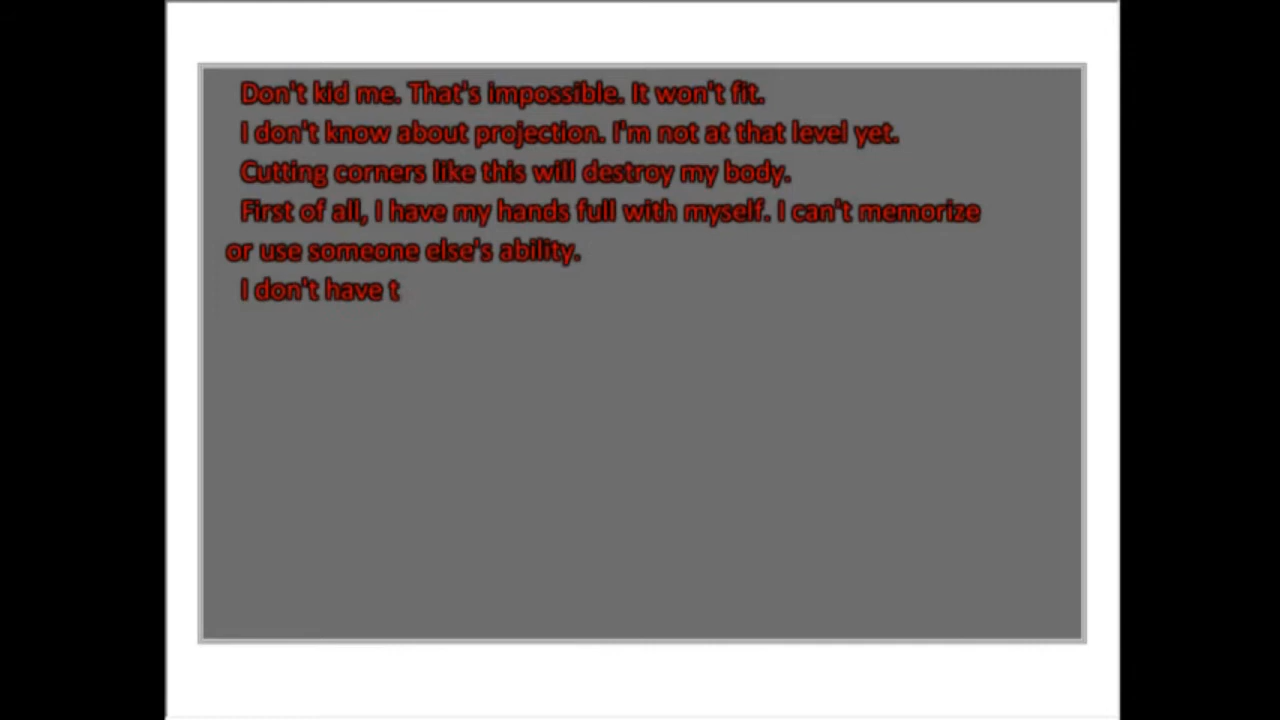 Don't kid me. That's impossible. It won't fit.
I don't know about projection. I'm not at that level yet.
Cutting corners like this will destroy my body.
First of all, I have my hands full with myself. I can't memorize
or use someone else's ability.
I don't have t